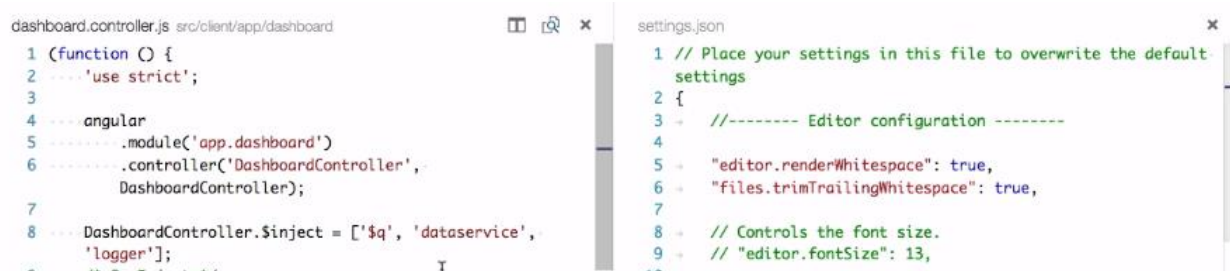 dashboard.controller.js src/client/app/dashboard
1 (function () {
2 'use strict';
3
4 angular
5 .module('app.dashboard')
6 .controller('DashboardController',
DashboardController);
7
8 DashboardController.$inject = ['$q', 'dataservice',
'logger'];
settings.json
1 // Place your settings in this file to overwrite the default
settings
2 {
3 //-------- Editor configuration --------
4
5 "editor.renderWhitespace": true,
6 "files.trimTrailingWhitespace": true,
7
8 // Controls the font size.
9 // "editor.fontSize": 13,